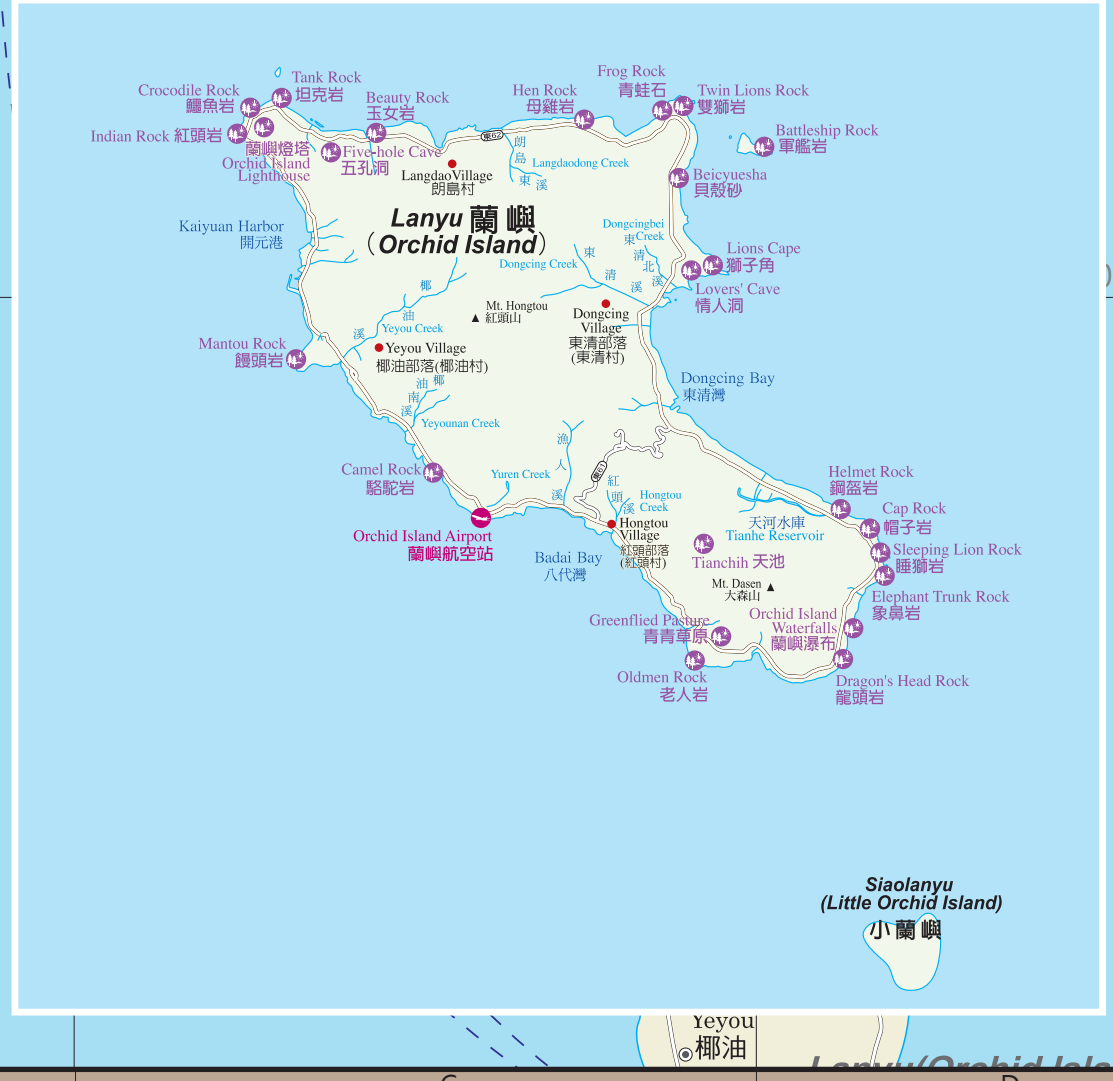 Tank Rock
坦克岩
Crocodile Rock
鱷魚岩
Indian Rock 紅頭岩
蘭嶼燈塔
Orchid Island
Lighthouse
Beauty Rock
玉女岩
Five-hole Cave
五孔洞
Langdao Village
朗島村
東62
Hen Rock
母雞岩
Frog Rock
青蛙石
Twin Lions Rock
雙獅岩
Battleship Rock
軍艦岩
Beicyuesha
貝殼砂
朗島東溪
Langdaodong Creek
Lanyu 蘭嶼
(Orchid Island)
Kaiyuan Harbor
開元港
Dongcingbei
Creek
東清北溪
Dongcing Creek
東清溪
Lions Cape
獅子角
Lovers' Cave
情人洞
Mt. Hongtou
紅頭山
Dongcing
Village
東清部落
(東清村)
椰油溪
Yeyou Creek
Yeyou Village
椰油部落(椰油村)
Mantou Rock
饅頭岩
Dongcing Bay
東清灣
椰油南溪
Yeyounan Creek
Camel Rock
駱駝岩
Yuren Creek
漁人溪
東61
紅頭溪
Hongtou
Creek
Orchid Island Airport
蘭嶼航空站
Hongtou
Village
紅頭部落
(紅頭村)
Badai Bay
八代灣
天河水庫
Tianhe Reservoir
Tianchih 天池
Mt. Dasen
大森山
Helmet Rock
鋼盔岩
Cap Rock
帽子岩
Sleeping Lion Rock
睡獅岩
Elephant Trunk Rock
象鼻岩
Orchid Island
Waterfalls
蘭嶼瀑布
Greenflied Pasture
青青草原
Oldmen Rock
老人岩
Dragon's Head Rock
龍頭岩
Siaolanyu
(Little Orchid Island)
小蘭嶼
Yeyou
椰油